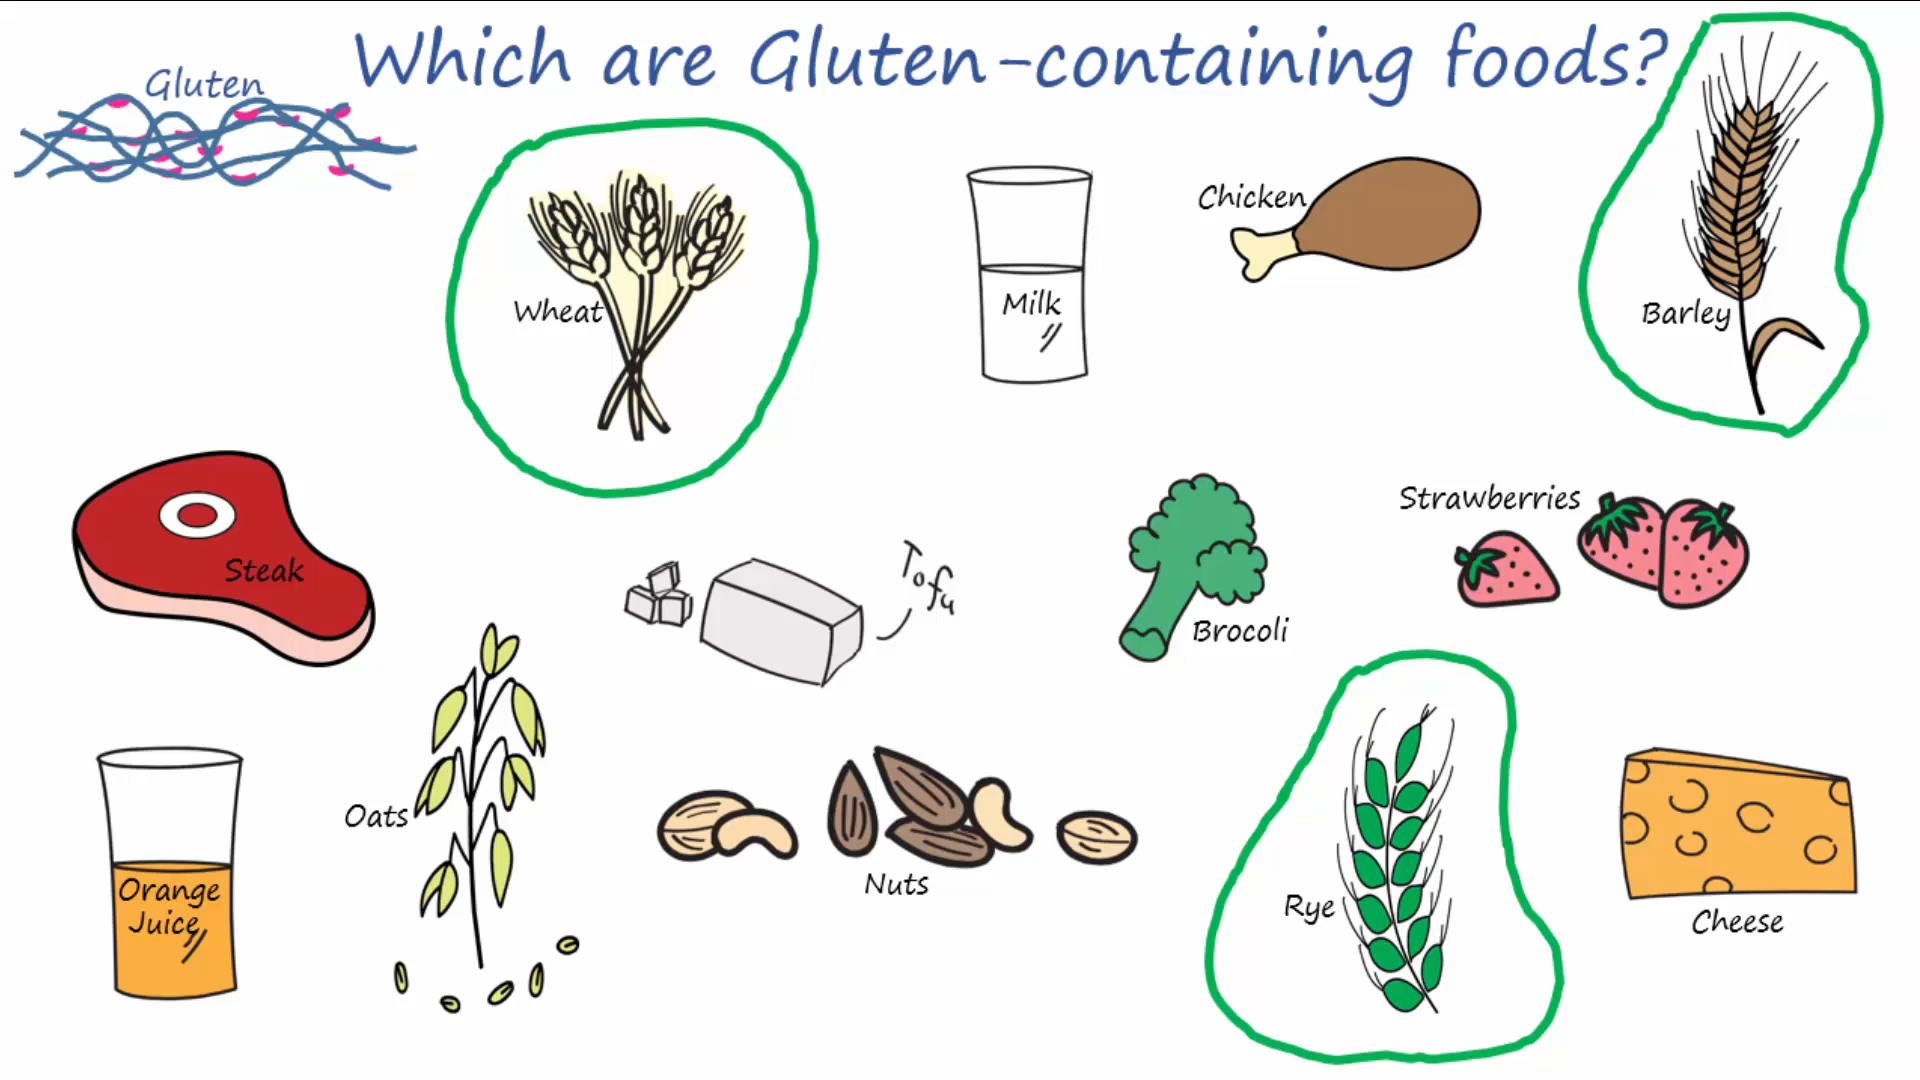 Which are Gluten-containing foods?
Gluten
Chicken
Wheat
Milk
Barley
Strawberries
Steak
Tofu
Brocoli
Oats
Orange
Juice
Nuts
Rye
Cheese